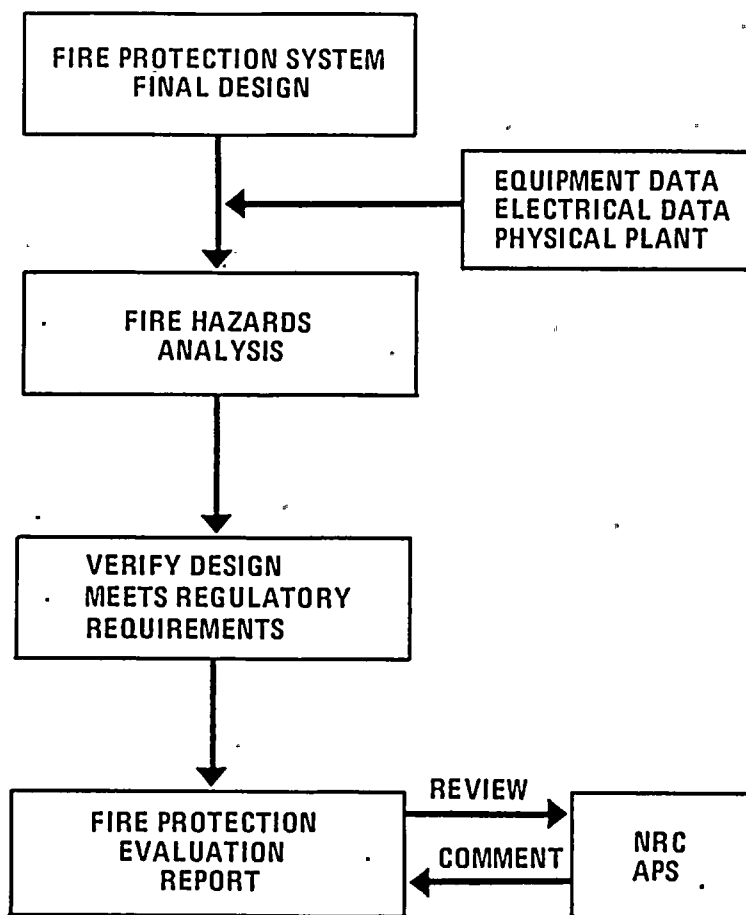 FIRE PROTECTION SYSTEM
FINAL DESIGN
EQUIPMENT DATA
ELECTRICAL DATA
PHYSICAL PLANT
FIRE HAZARDS
ANALYSIS
VERIFY DESIGN
MEETS REGULATORY
REQUIREMENTS
FIRE PROTECTION
EVALUATION
REPORT
REVIEW
COMMENT
NRC
APS